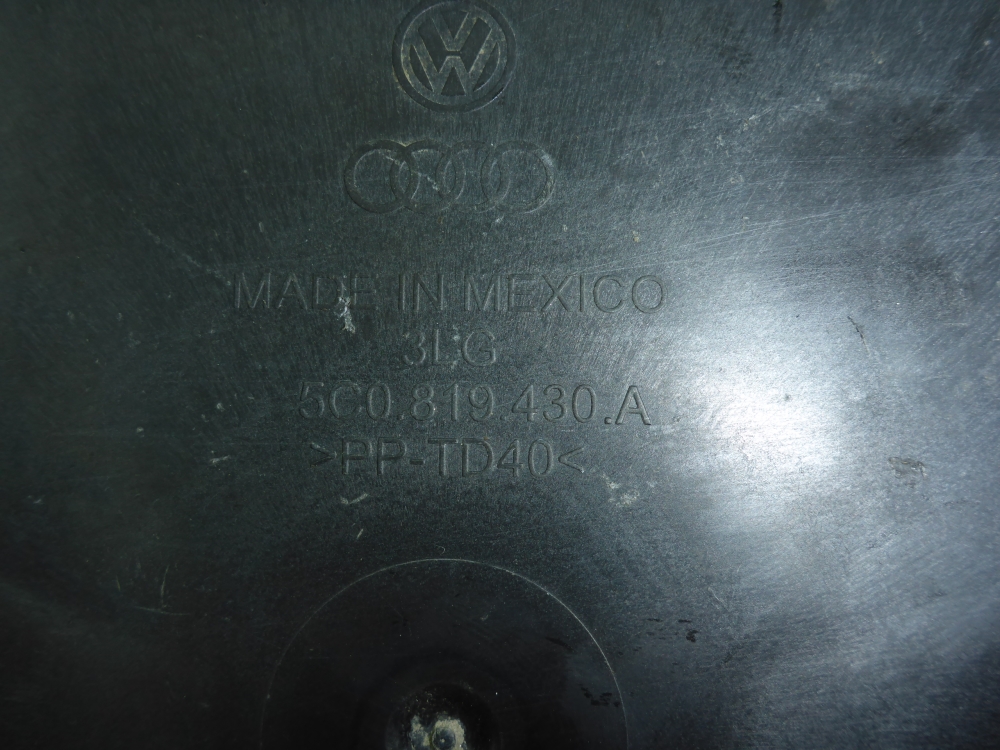 MADE IN MEXICO
3LG
5C0.819.430.A
>PP-TD40<